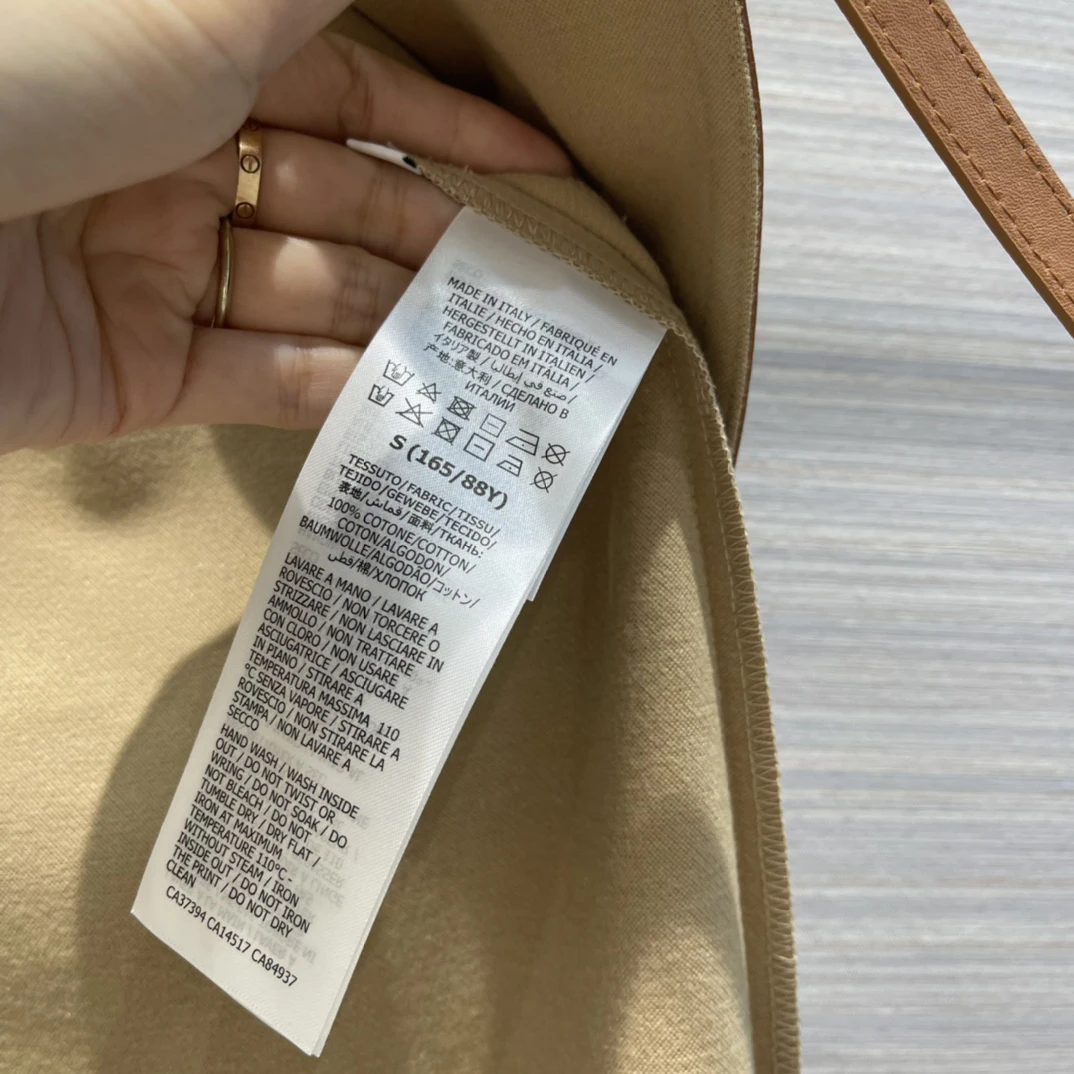 MADE IN ITALY / FABRIQUÉ EN
ITALIE / HECHO EN ITALIA /
HERGESTELLT IN ITALIEN /
FABRICADO EM ITÁLIA /
イタリア製 / صنع في إيطاليا /
产地:意大利 / СДЕЛАНО В
ИТАЛИИ
S (165/88Y)
TESSUTO/FABRIC/TISSU/
TEJIDO/GEWEBE/TECIDO/
表地/قماش/面料/ТКАНЬ:
100% COTONE/COTTON/
COTON/ALGODON/
BAUMWOLLE/ALGODÃO/コットン/
قطن/棉/ХЛОПОК
LAVARE A MANO / LAVARE A
ROVESCIO / NON TORCERE O
STRIZZARE / NON LASCIARE IN
AMMOLLO / NON TRATTARE
CON CLORO / NON USARE
ASCIUGATRICE / ASCIUGARE
IN PIANO / STIRARE A
TEMPERATURA MASSIMA 110
°C SENZA VAPORE / STIRARE A
ROVESCIO / NON STIRARE LA
STAMPA / NON LAVARE A
SECCO
HAND WASH / WASH INSIDE
OUT / DO NOT TWIST OR
WRING / DO NOT SOAK / DO
NOT BLEACH / DO NOT
TUMBLE DRY / DRY FLAT /
IRON AT MAXIMUM
TEMPERATURE 110°C -
WITHOUT STEAM / IRON
INSIDE OUT / DO NOT IRON
THE PRINT / DO NOT DRY
CLEAN
CA37394 CA14517 CA84937